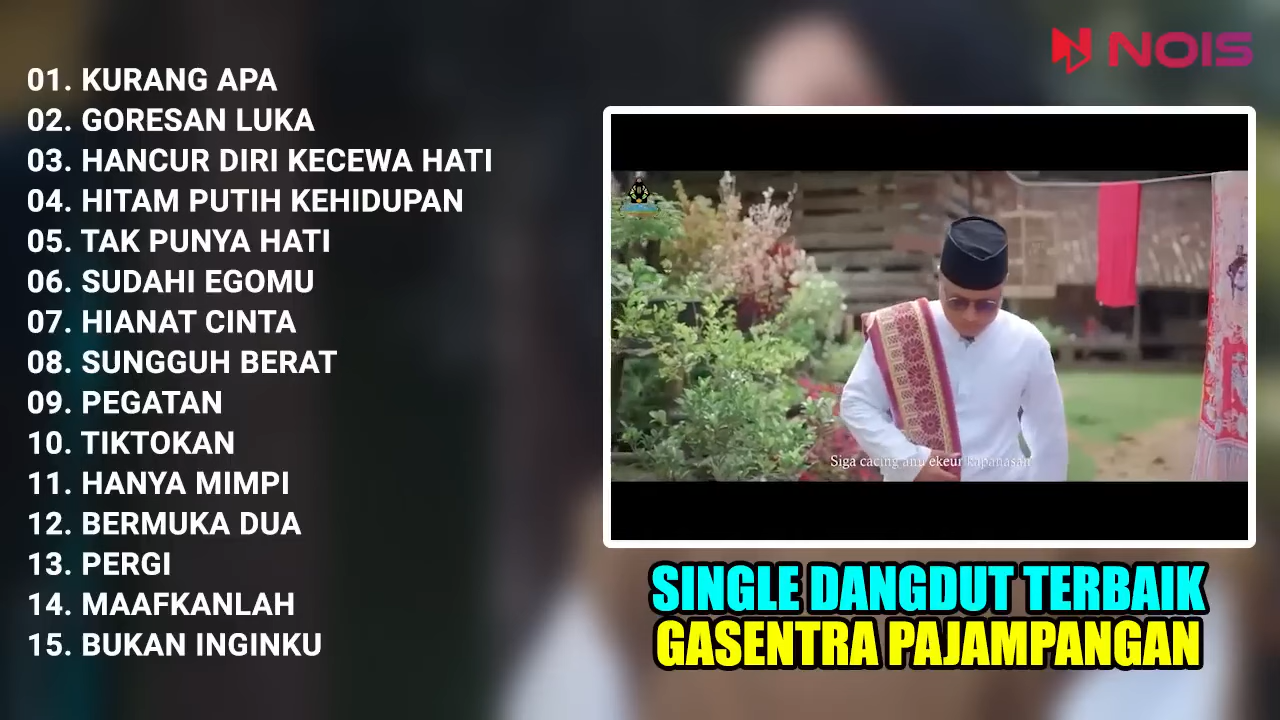 01. KURANG APA
02. GORESAN LUKA
03. HANCUR DIRI KECEWA HATI
04. HITAM PUTIH KEHIDUPAN
05. TAK PUNYA HATI
06. SUDAHI EGOMU
07. HIANAT CINTA
08. SUNGGUH BERAT
09. PEGATAN
10. TIKTOKAN
11. HANYA MIMPI
12. BERMUKA DUA
13. PERGI
14. MAAFKANLAH
15. BUKAN INGINKU
NOIS
Siga cacing anu ekeur kapanasan
SINGLE DANGDUT TERBAIK
GASENTRA PAJAMPANGAN